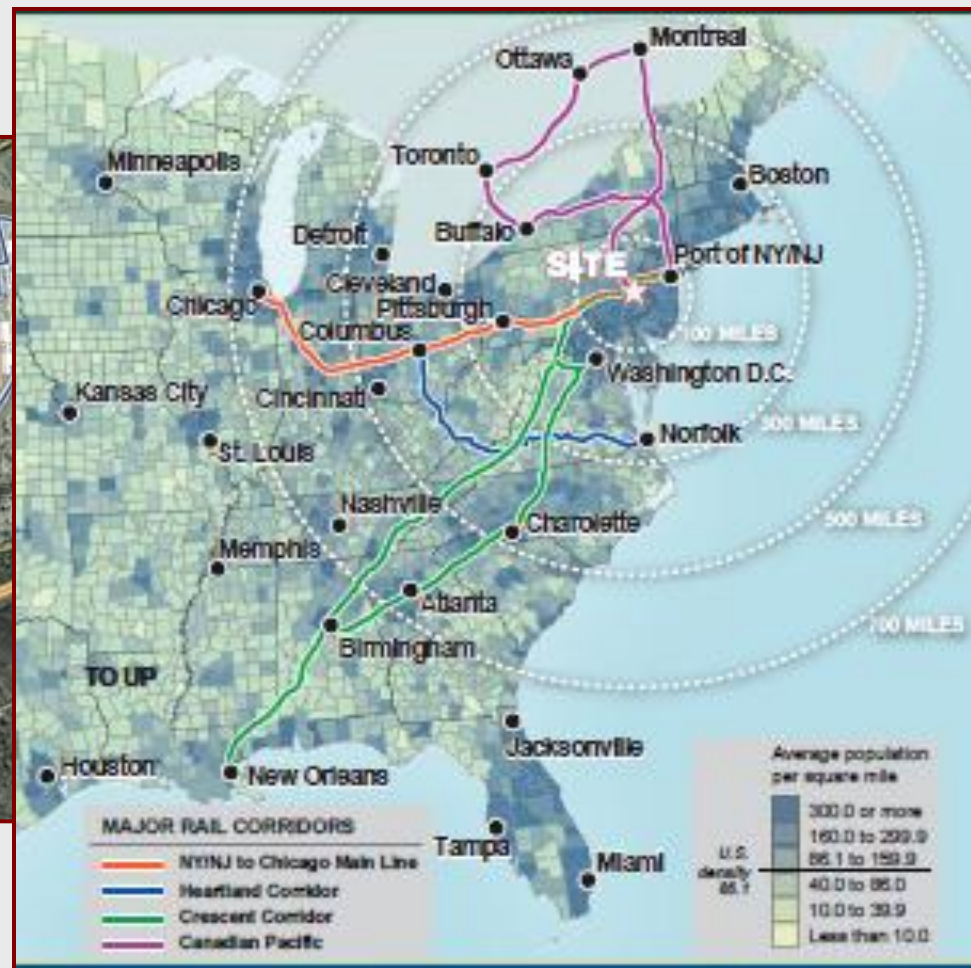 Montreal
Ottawa
Toronto
Minneapolis
Boston
Buffalo
Detroit
Port of NY/NJ
SITE
Cleveland
Chicago
Pittsburgh
Columbus
100 MILES
Washington D.C.
Kansas City
Cincinnati
300 MILES
Norfolk
St. Louis
Nashville
500 MILES
Charolette
Memphis
Atlanta
700 MILES
Birmingham
TO UP
Jacksonville
Houston
New Orleans
Tampa
Miami
MAJOR RAIL CORRIDORS
NY/NJ to Chicago Main Line
Heartland Corridor
Crescent Corridor
Canadian Pacific
Average population
per square mile
300.0 or more
160.0 to 299.9
86.1 to 159.9
U.S.
density
86.1
40.0 to 86.0
10.0 to 39.9
Less than 10.0